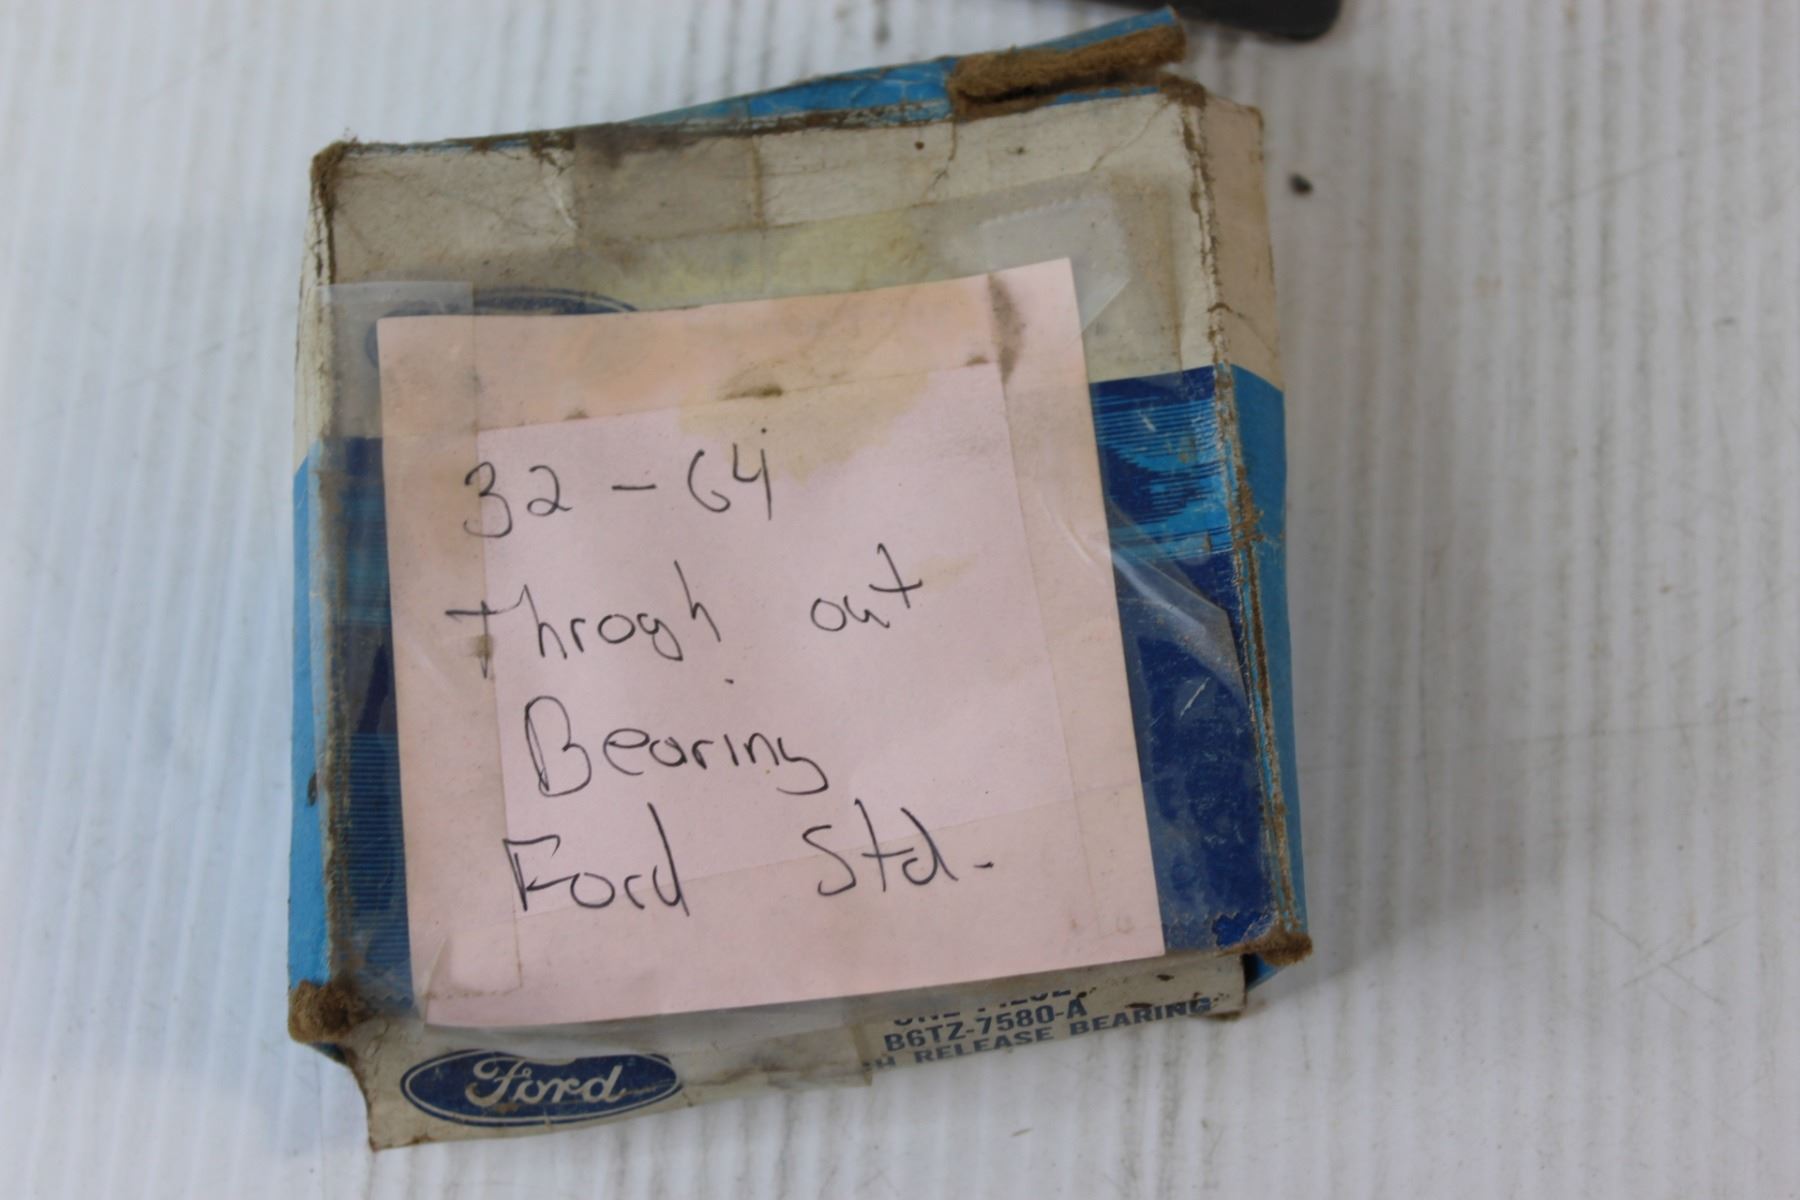 32-64
Throgh out
Bearing
Ford Std.
B6TZ-7580-A
RELEASE BEARING
Ford